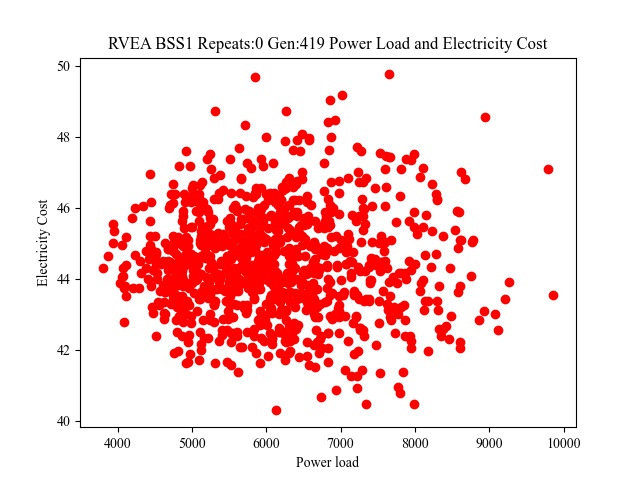 RVEA BSS1 Repeats:0 Gen:419 Power Load and Electricity Cost
50
48
46
44
42
40
Electricity Cost
4000 5000 6000 7000 8000 9000 10000
Power load